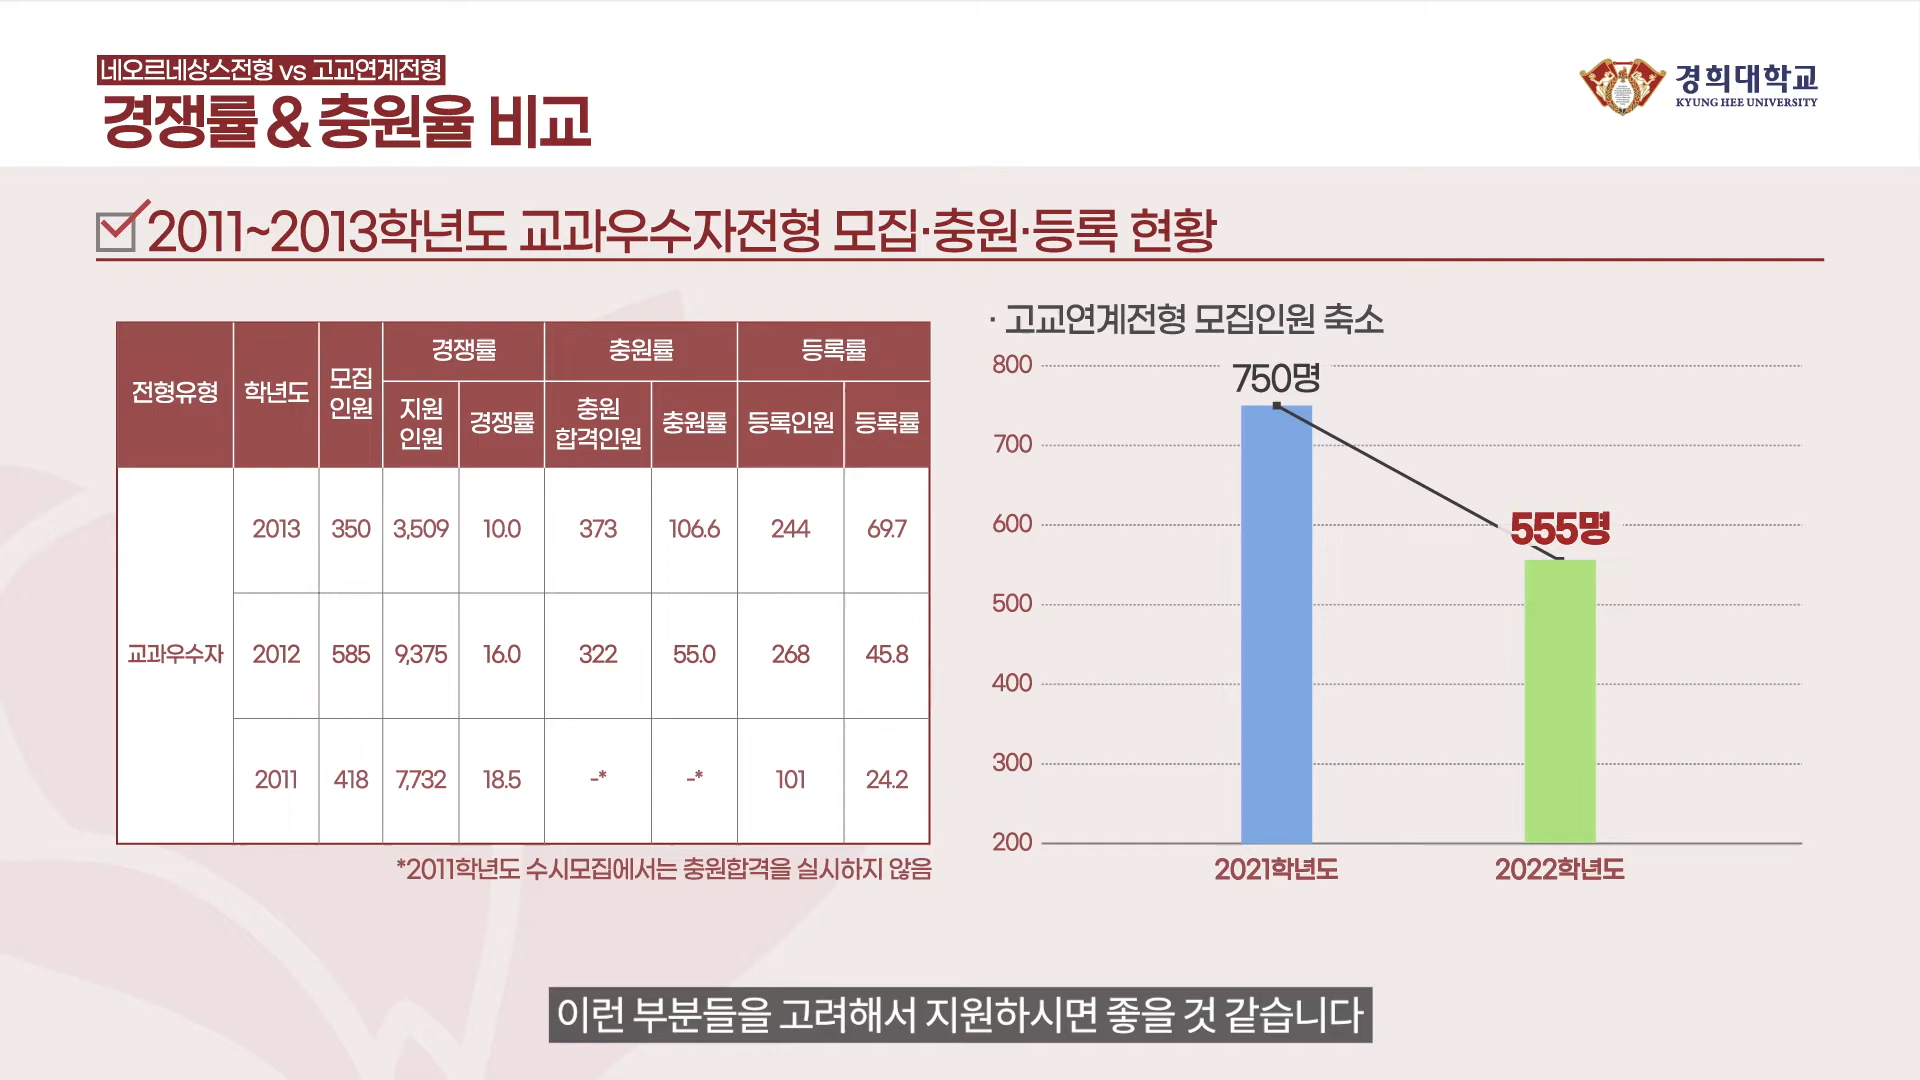 네오르네상스전형 vs 고교연계전형
경쟁률 & 충원율 비교
경희대학교
KYUNG HEE UNIVERSITY
2011~2013학년도 교과우수자전형 모집·충원·등록 현황
전형유형 학년도 모집인원 경쟁률 충원률 등록률
지원인원 경쟁률 충원합격인원 충원률 등록인원 등록률
교과우수자
2013 350 3,509 10.0 373 106.6 244 69.7
2012 585 9,375 16.0 322 55.0 268 45.8
2011 418 7,732 18.5 -* -* 101 24.2
*2011학년도 수시모집에서는 충원합격을 실시하지 않음
· 고교연계전형 모집인원 축소
800
750명
700
600
555명
500
400
300
200
2021학년도 2022학년도
이런 부분들을 고려해서 지원하시면 좋을 것 같습니다